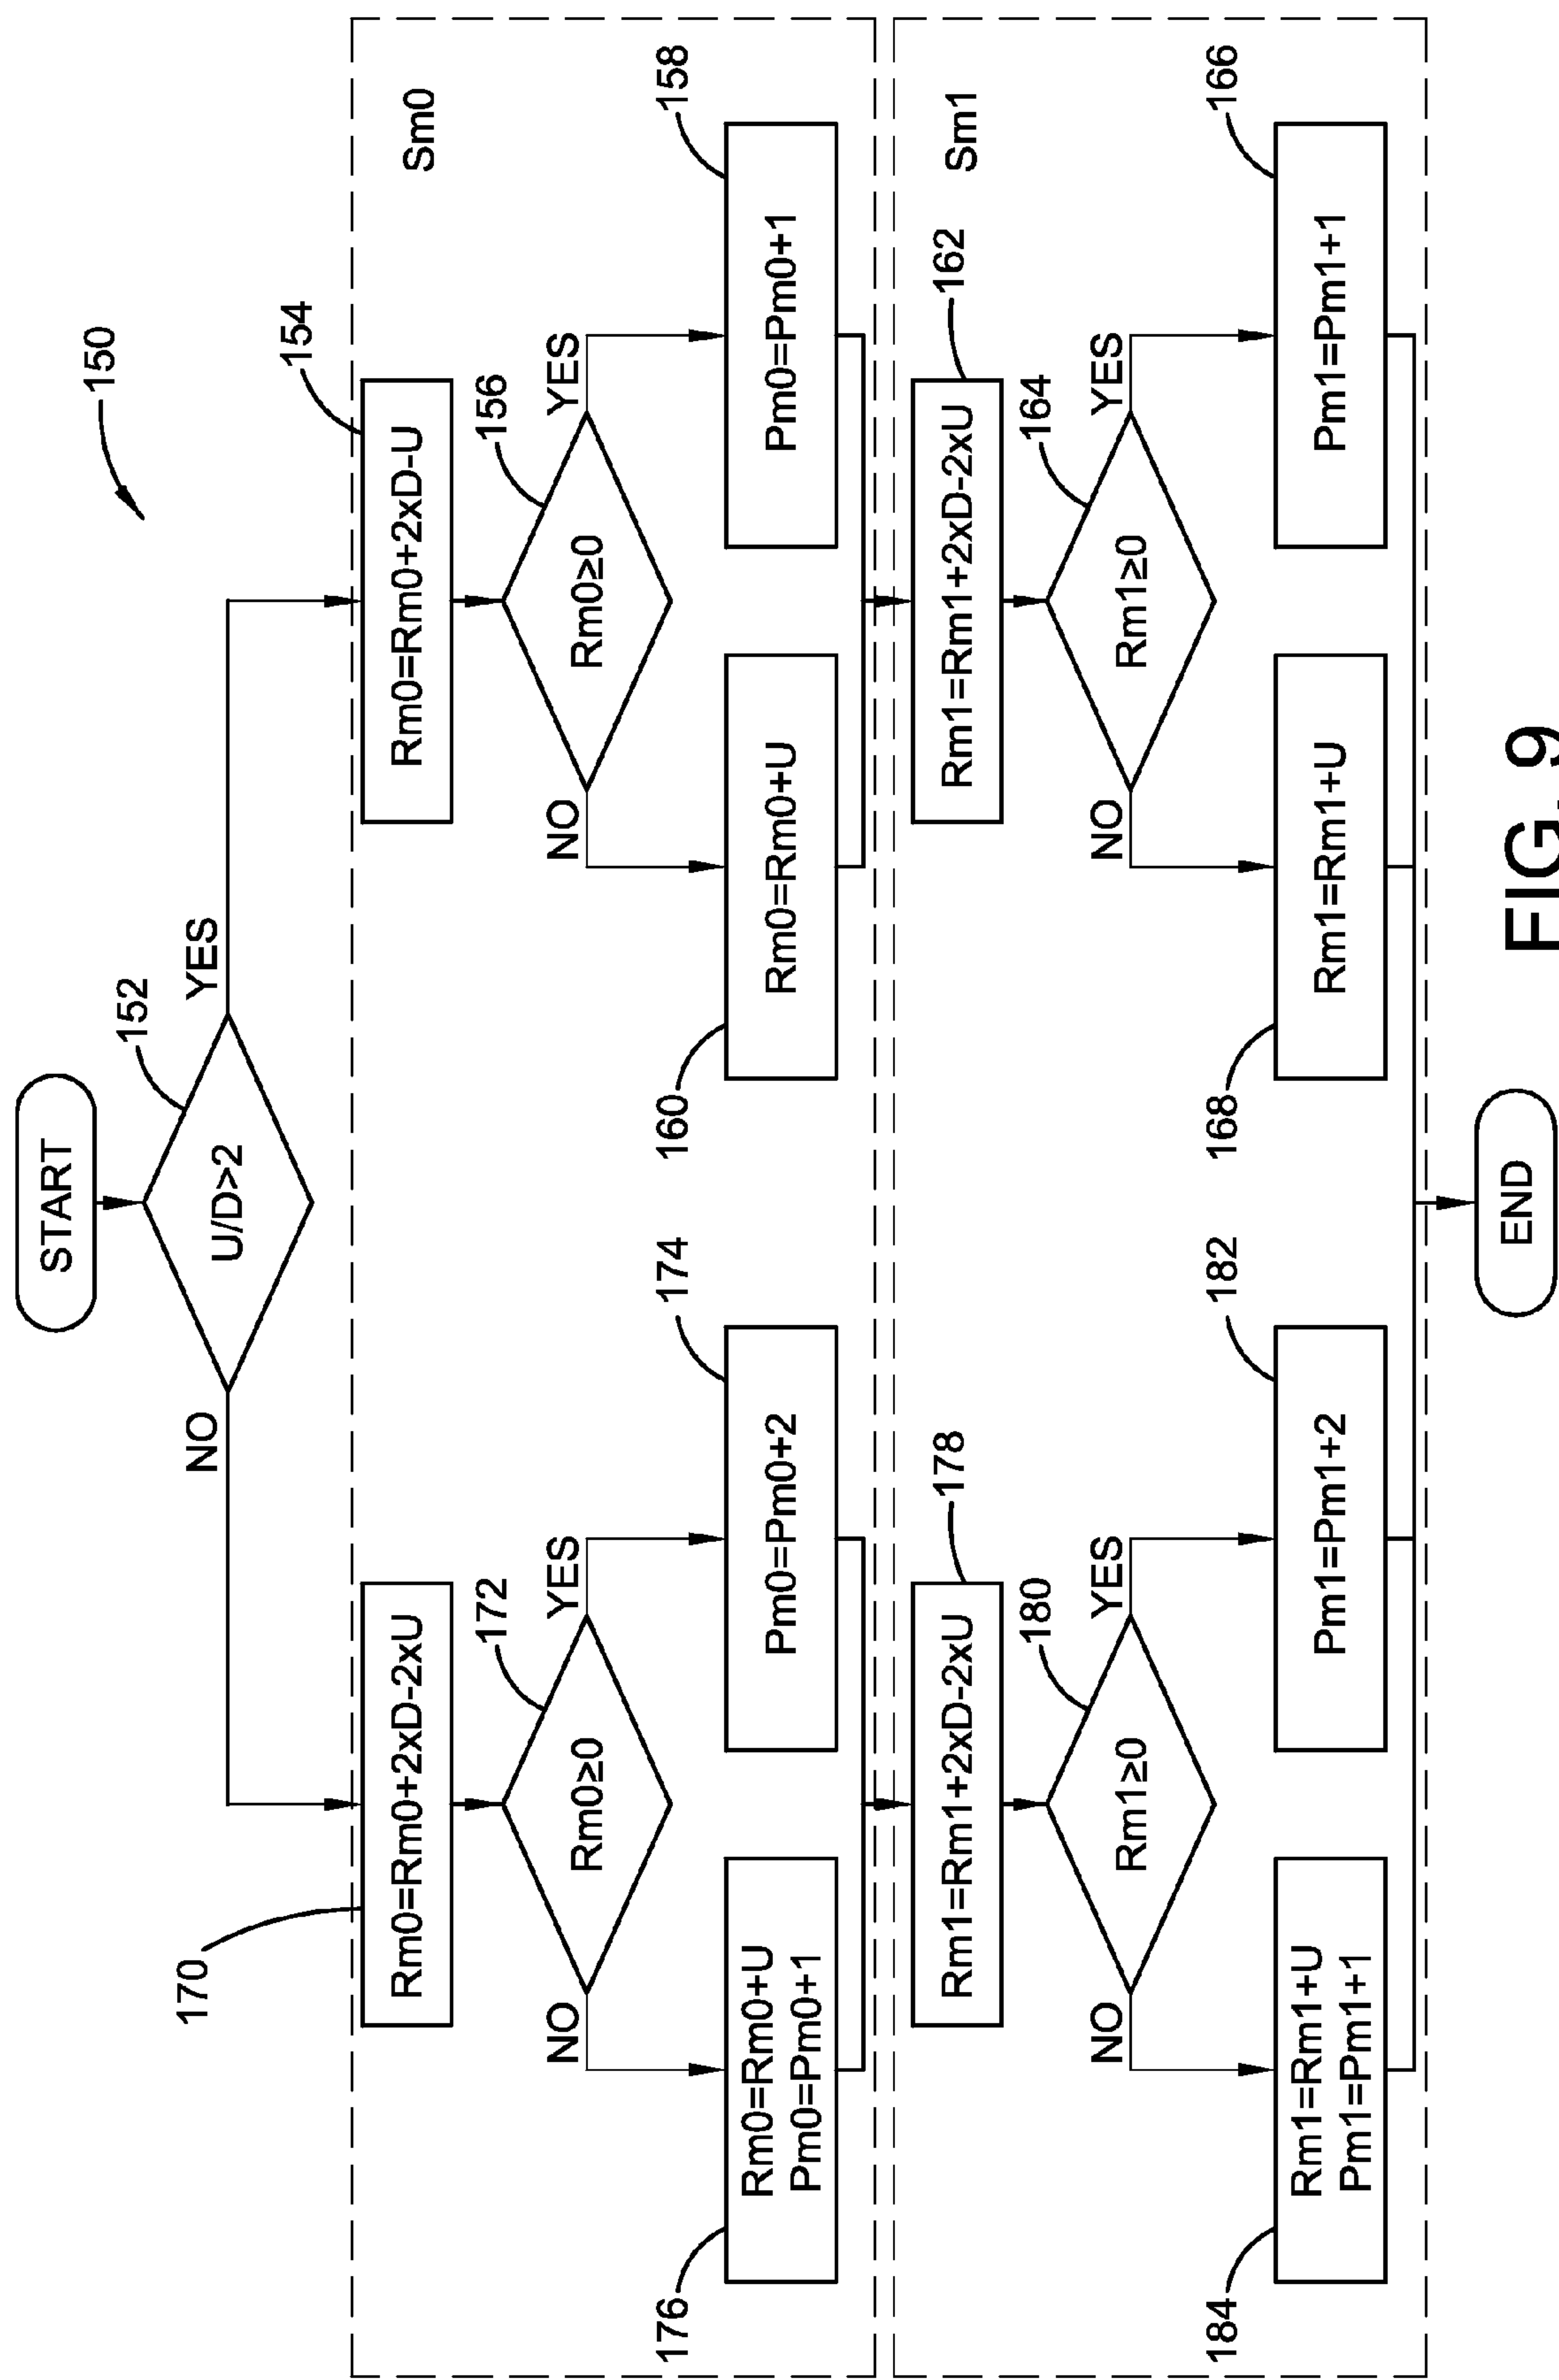 150
START
152
U/D>2
NO
YES
170
154
Sm0
Rm0=Rm0+2xD-2xU
Rm0=Rm0+2xD-U
172
156
Rm0≥0
Rm0≥0
NO
YES
NO
YES
176
174
160
158
Rm0=Rm0+U
Pm0=Pm0+1
Pm0=Pm0+2
Rm0=Rm0+U
Pm0=Pm0+1
Sm1
178
162
Rm1=Rm1+2xD-2xU
Rm1=Rm1+2xD-2xU
180
164
Rm1≥0
Rm1≥0
NO
YES
NO
YES
184
182
168
166
Rm1=Rm1+U
Pm1=Pm1+1
Pm1=Pm1+2
Rm1=Rm1+U
Pm1=Pm1+1
END
FIG. 9